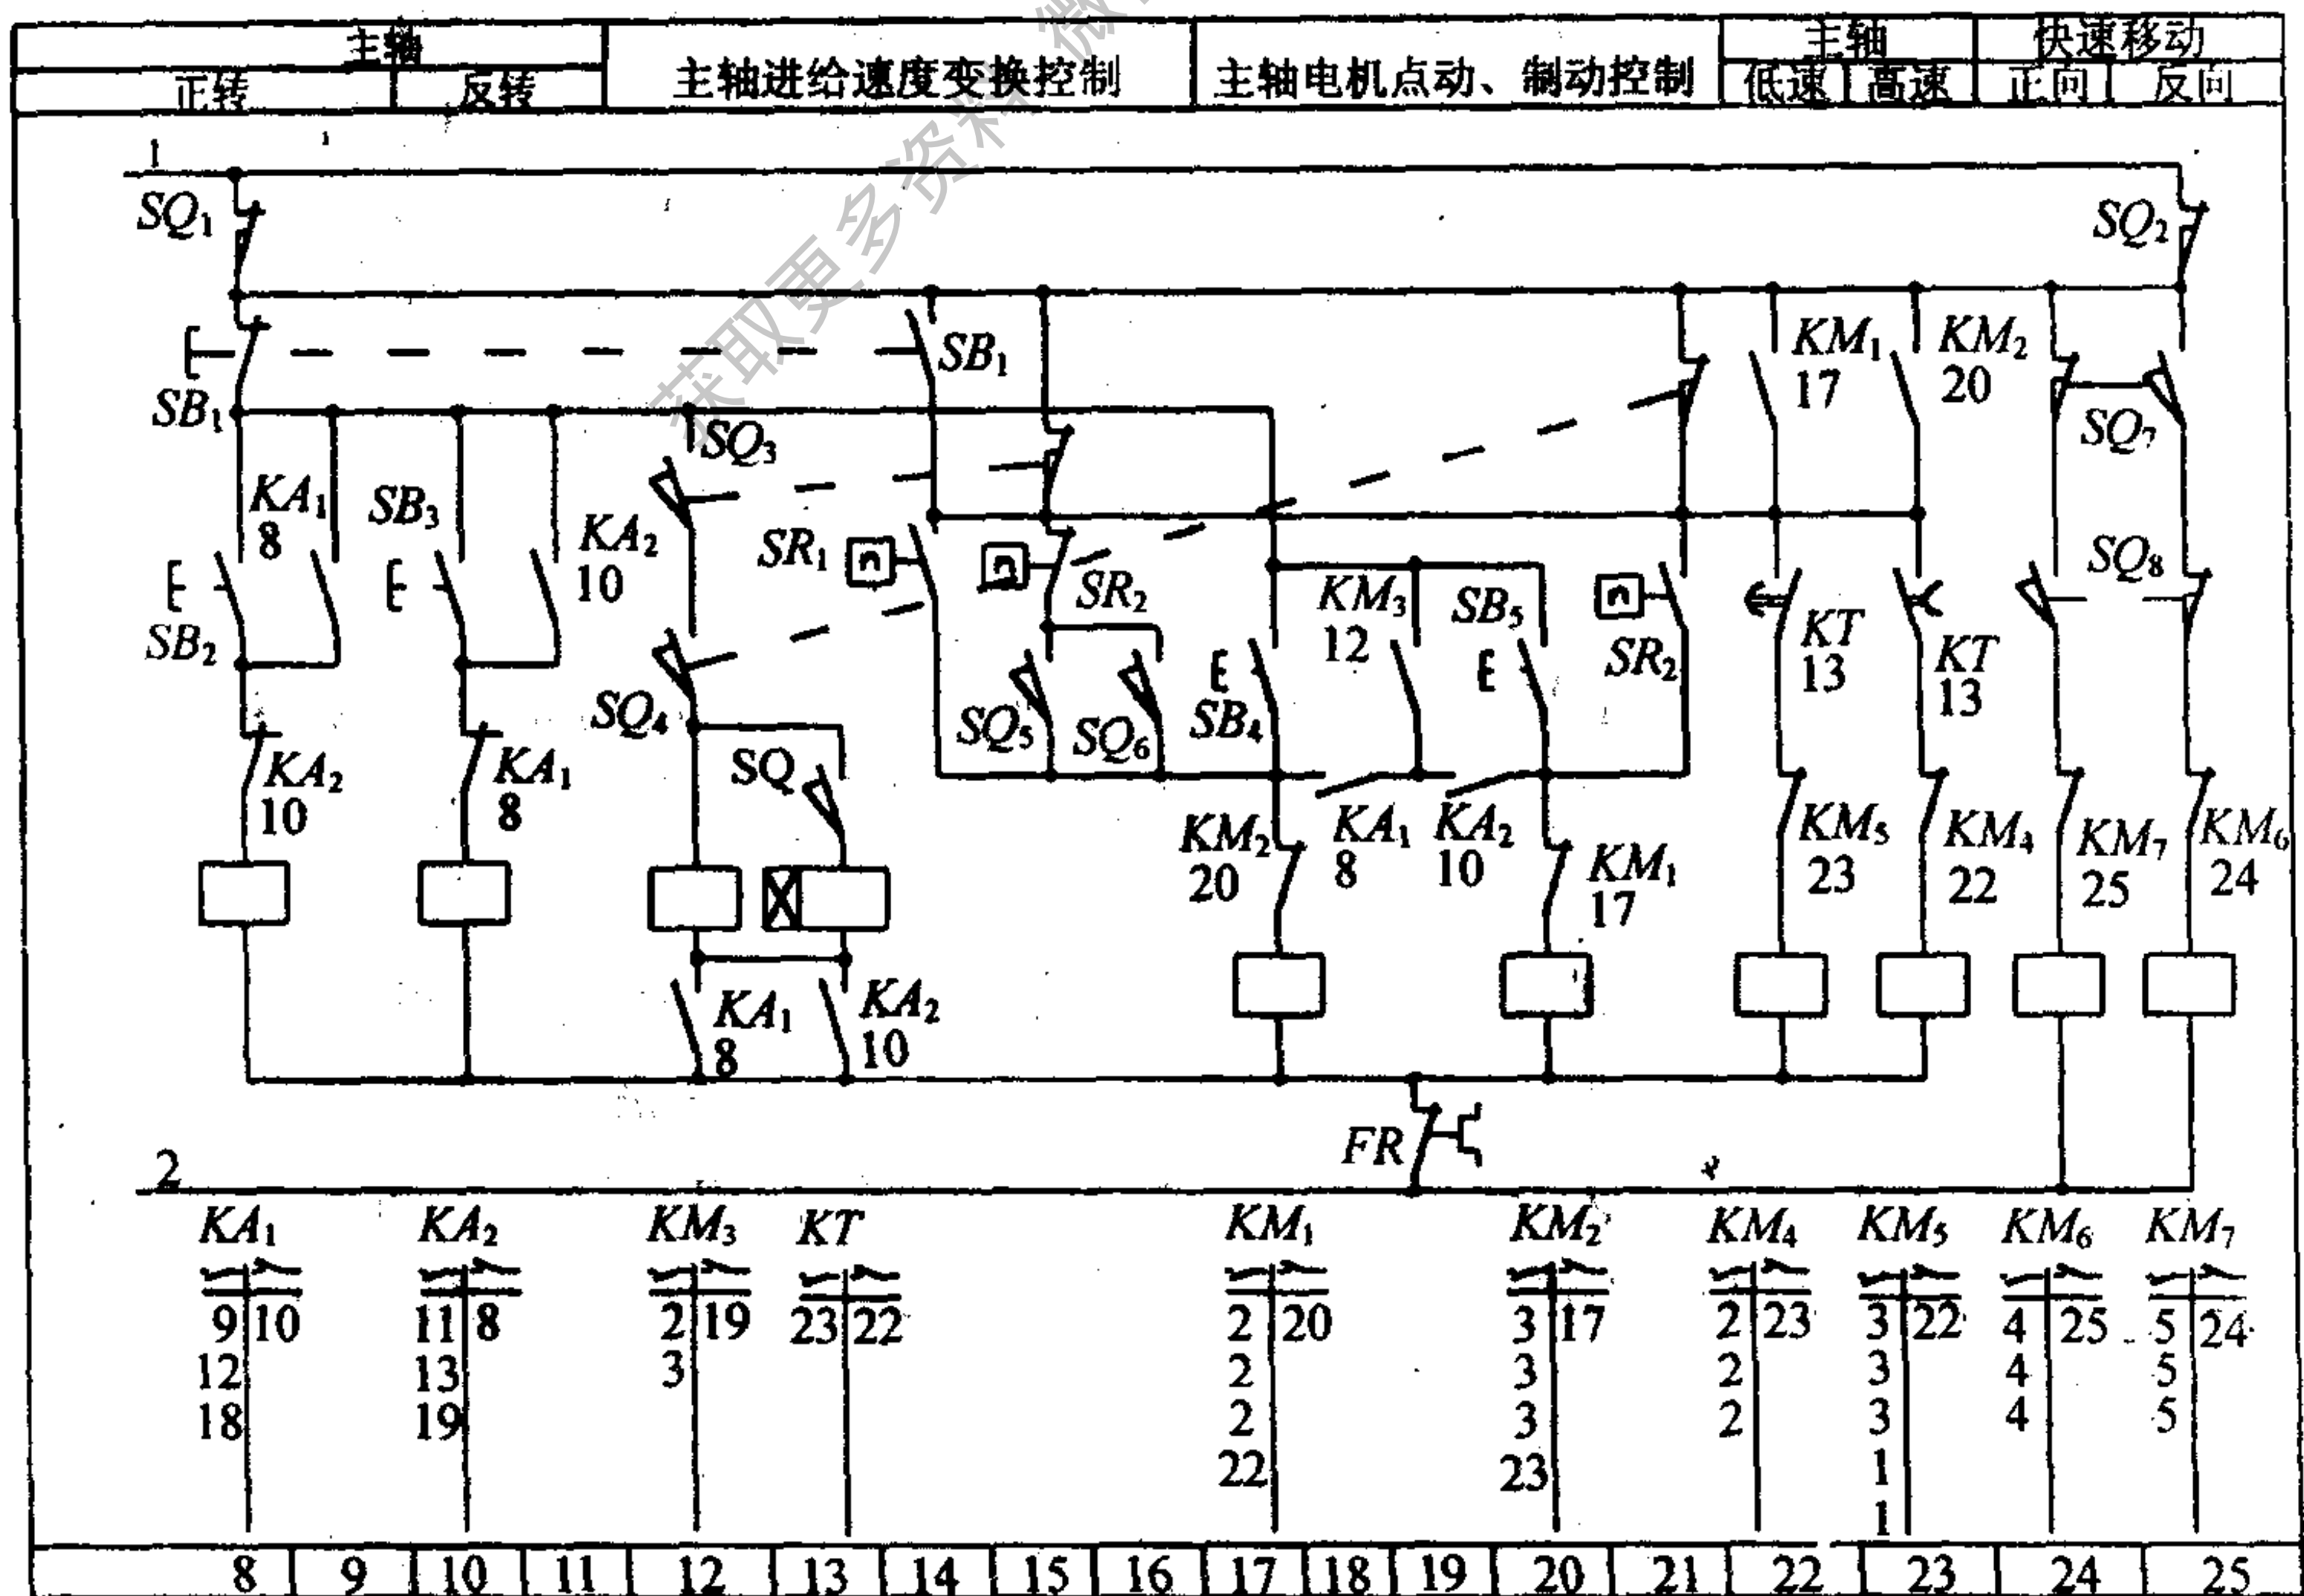 主轴
正转 反转
主轴进给速度变换控制
主轴电机点动、制动控制
主轴
低速 高速
快速移动
正向 反向
获取更多资料 微
1
SQ₁ SQ₂
SB₁ KM₁ KM₂
17 20
SB₁ SQ₃ SQ₇
KA₁ SB₃ KA₂ SR₁ SR₂ KM₃ SB₅ SQ₈
8 10 12
SB₂ SQ₄ SQ₅ SQ₆ SB₄ SR₂ KT KT
13 13
KA₂ KA₁ SQ KM₂ KA₁ KA₂ KM₁ KM₅ KM₄ KM₇ KM₆
10 8 20 8 10 17 23 22 25 24
KA₁ KA₂
8 10
FR
2
KA₁ KA₂ KM₃ KT KM₁ KM₂ KM₄ KM₅ KM₆ KM₇
9 10 11 8 2 19 23 22 2 20 3 17 2 23 3 22 4 25 5 24
12 13 3 2 3 2 3 4 5
18 19 2 3 2 3 4 5
22 23 1
1
8 9 10 11 12 13 14 15 16 17 18 19 20 21 22 23 24 25